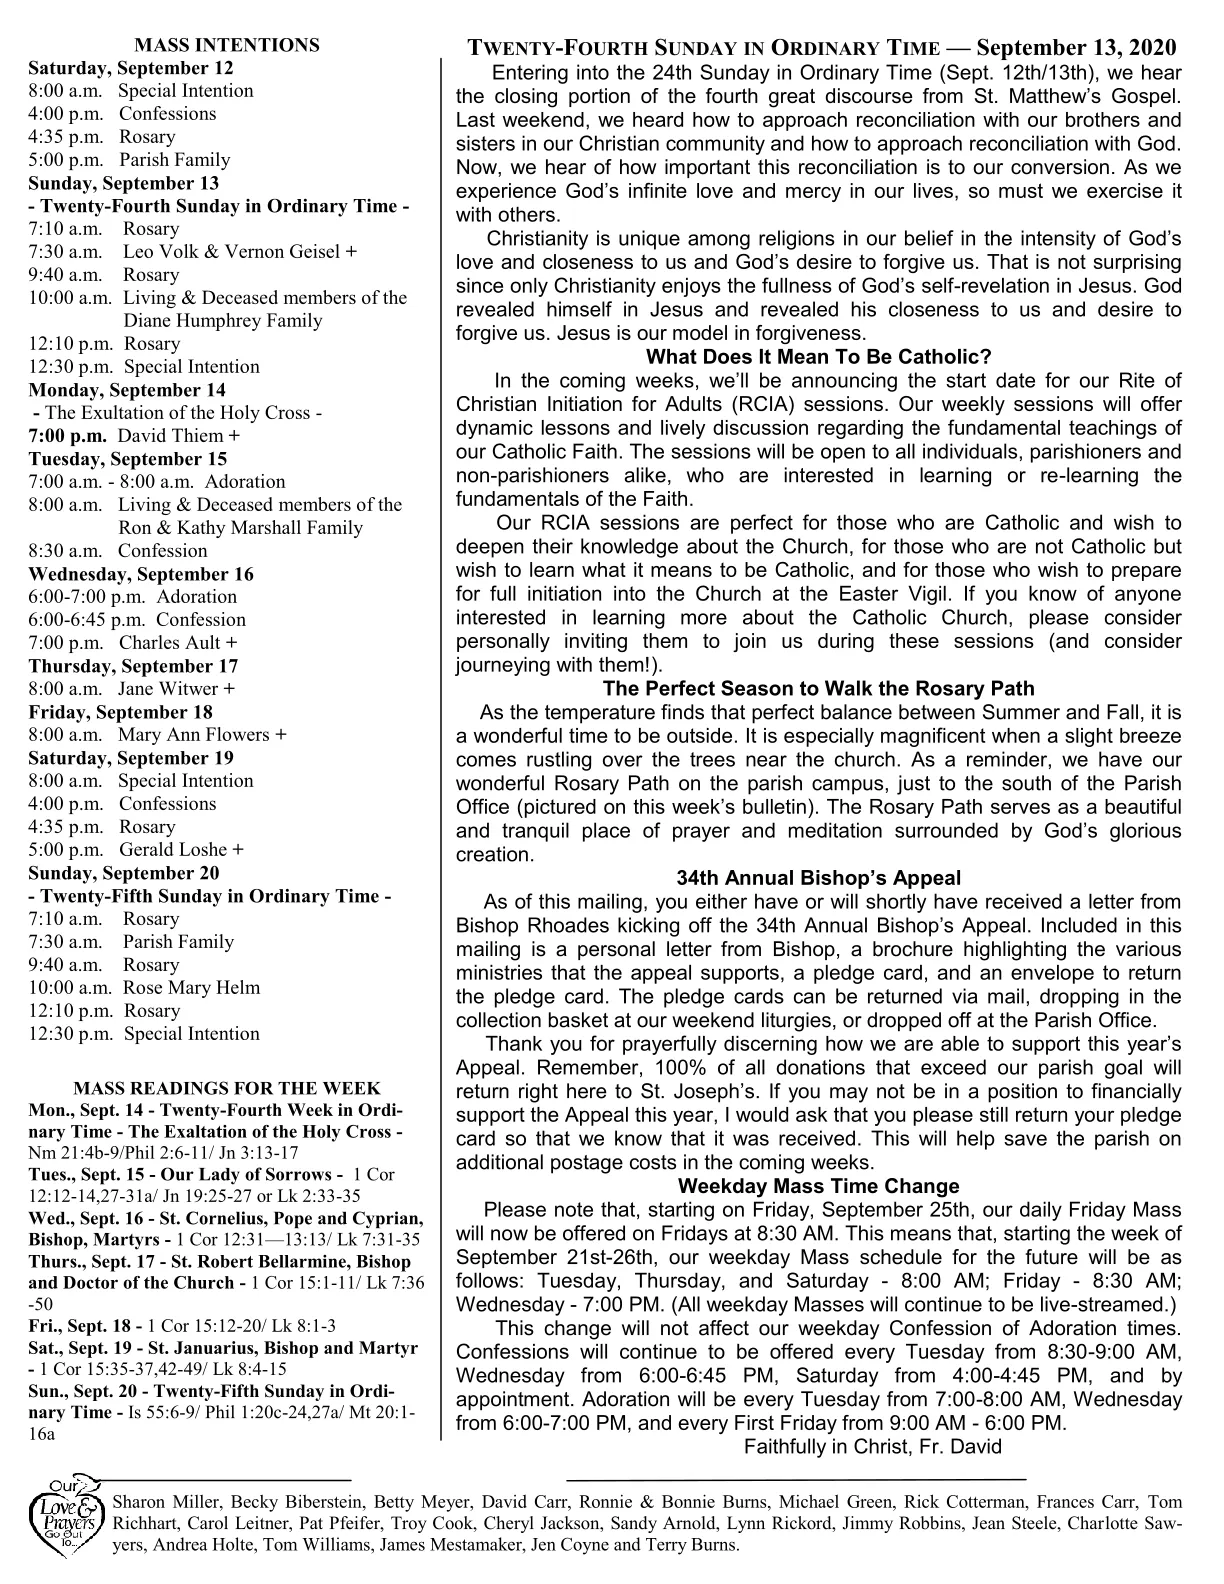 MASS INTENTIONS
Saturday, September 12
8:00 a.m. Special Intention
4:00 p.m. Confessions
4:35 p.m. Rosary
5:00 p.m. Parish Family
Sunday, September 13
- Twenty-Fourth Sunday in Ordinary Time -
7:10 a.m. Rosary
7:30 a.m. Leo Volk & Vernon Geisel +
9:40 a.m. Rosary
10:00 a.m. Living & Deceased members of the
Diane Humphrey Family
12:10 p.m. Rosary
12:30 p.m. Special Intention
Monday, September 14
- The Exultation of the Holy Cross -
7:00 p.m. David Thiem +
Tuesday, September 15
7:00 a.m. - 8:00 a.m. Adoration
8:00 a.m. Living & Deceased members of the
Ron & Kathy Marshall Family
8:30 a.m. Confession
Wednesday, September 16
6:00-7:00 p.m. Adoration
6:00-6:45 p.m. Confession
7:00 p.m. Charles Ault +
Thursday, September 17
8:00 a.m. Jane Witwer +
Friday, September 18
8:00 a.m. Mary Ann Flowers +
Saturday, September 19
8:00 a.m. Special Intention
4:00 p.m. Confessions
4:35 p.m. Rosary
5:00 p.m. Gerald Loshe +
Sunday, September 20
- Twenty-Fifth Sunday in Ordinary Time -
7:10 a.m. Rosary
7:30 a.m. Parish Family
9:40 a.m. Rosary
10:00 a.m. Rose Mary Helm
12:10 p.m. Rosary
12:30 p.m. Special Intention
MASS READINGS FOR THE WEEK
Mon., Sept. 14 - Twenty-Fourth Week in Ordi-
nary Time - The Exaltation of the Holy Cross -
Nm 21:4b-9/Phil 2:6-11/ Jn 3:13-17
Tues., Sept. 15 - Our Lady of Sorrows - 1 Cor
12:12-14,27-31a/ Jn 19:25-27 or Lk 2:33-35
Wed., Sept. 16 - St. Cornelius, Pope and Cyprian,
Bishop, Martyrs - 1 Cor 12:31—13:13/ Lk 7:31-35
Thurs., Sept. 17 - St. Robert Bellarmine, Bishop
and Doctor of the Church - 1 Cor 15:1-11/ Lk 7:36
-50
Fri., Sept. 18 - 1 Cor 15:12-20/ Lk 8:1-3
Sat., Sept. 19 - St. Januarius, Bishop and Martyr
- 1 Cor 15:35-37,42-49/ Lk 8:4-15
Sun., Sept. 20 - Twenty-Fifth Sunday in Ordi-
nary Time - Is 55:6-9/ Phil 1:20c-24,27a/ Mt 20:1-
16a
TWENTY-FOURTH SUNDAY IN ORDINARY TIME — September 13, 2020
Entering into the 24th Sunday in Ordinary Time (Sept. 12th/13th), we hear
the closing portion of the fourth great discourse from St. Matthew's Gospel.
Last weekend, we heard how to approach reconciliation with our brothers and
sisters in our Christian community and how to approach reconciliation with God.
Now, we hear of how important this reconciliation is to our conversion. As we
experience God's infinite love and mercy in our lives, so must we exercise it
with others.
Christianity is unique among religions in our belief in the intensity of God's
love and closeness to us and God's desire to forgive us. That is not surprising
since only Christianity enjoys the fullness of God's self-revelation in Jesus. God
revealed himself in Jesus and revealed his closeness to us and desire to
forgive us. Jesus is our model in forgiveness.
What Does It Mean To Be Catholic?
In the coming weeks, we'll be announcing the start date for our Rite of
Christian Initiation for Adults (RCIA) sessions. Our weekly sessions will offer
dynamic lessons and lively discussion regarding the fundamental teachings of
our Catholic Faith. The sessions will be open to all individuals, parishioners and
non-parishioners alike, who are interested in learning or re-learning the
fundamentals of the Faith.
Our RCIA sessions are perfect for those who are Catholic and wish to
deepen their knowledge about the Church, for those who are not Catholic but
wish to learn what it means to be Catholic, and for those who wish to prepare
for full initiation into the Church at the Easter Vigil. If you know of anyone
interested in learning more about the Catholic Church, please consider
personally inviting them to join us during these sessions (and consider
journeying with them!).
The Perfect Season to Walk the Rosary Path
As the temperature finds that perfect balance between Summer and Fall, it is
a wonderful time to be outside. It is especially magnificent when a slight breeze
comes rustling over the trees near the church. As a reminder, we have our
wonderful Rosary Path on the parish campus, just to the south of the Parish
Office (pictured on this week's bulletin). The Rosary Path serves as a beautiful
and tranquil place of prayer and meditation surrounded by God's glorious
creation.
34th Annual Bishop's Appeal
As of this mailing, you either have or will shortly have received a letter from
Bishop Rhoades kicking off the 34th Annual Bishop's Appeal. Included in this
mailing is a personal letter from Bishop, a brochure highlighting the various
ministries that the appeal supports, a pledge card, and an envelope to return
the pledge card. The pledge cards can be returned via mail, dropping in the
collection basket at our weekend liturgies, or dropped off at the Parish Office.
Thank you for prayerfully discerning how we are able to support this year's
Appeal. Remember, 100% of all donations that exceed our parish goal will
return right here to St. Joseph's. If you may not be in a position to financially
support the Appeal this year, I would ask that you please still return your pledge
card so that we know that it was received. This will help save the parish on
additional postage costs in the coming weeks.
Weekday Mass Time Change
Please note that, starting on Friday, September 25th, our daily Friday Mass
will now be offered on Fridays at 8:30 AM. This means that, starting the week of
September 21st-26th, our weekday Mass schedule for the future will be as
follows: Tuesday, Thursday, and Saturday - 8:00 AM; Friday - 8:30 AM;
Wednesday - 7:00 PM. (All weekday Masses will continue to be live-streamed.)
This change will not affect our weekday Confession of Adoration times.
Confessions will continue to be offered every Tuesday from 8:30-9:00 AM,
Wednesday from 6:00-6:45 PM, Saturday from 4:00-4:45 PM, and by
appointment. Adoration will be every Tuesday from 7:00-8:00 AM, Wednesday
from 6:00-7:00 PM, and every First Friday from 9:00 AM - 6:00 PM.
Faithfully in Christ, Fr. David
Our
Love &
Prayers
Go Out
To...
Sharon Miller, Becky Biberstein, Betty Meyer, David Carr, Ronnie & Bonnie Burns, Michael Green, Rick Cotterman, Frances Carr, Tom
Richhart, Carol Leitner, Pat Pfeifer, Troy Cook, Cheryl Jackson, Sandy Arnold, Lynn Rickord, Jimmy Robbins, Jean Steele, Charlotte Saw-
yers, Andrea Holte, Tom Williams, James Mestamaker, Jen Coyne and Terry Burns.